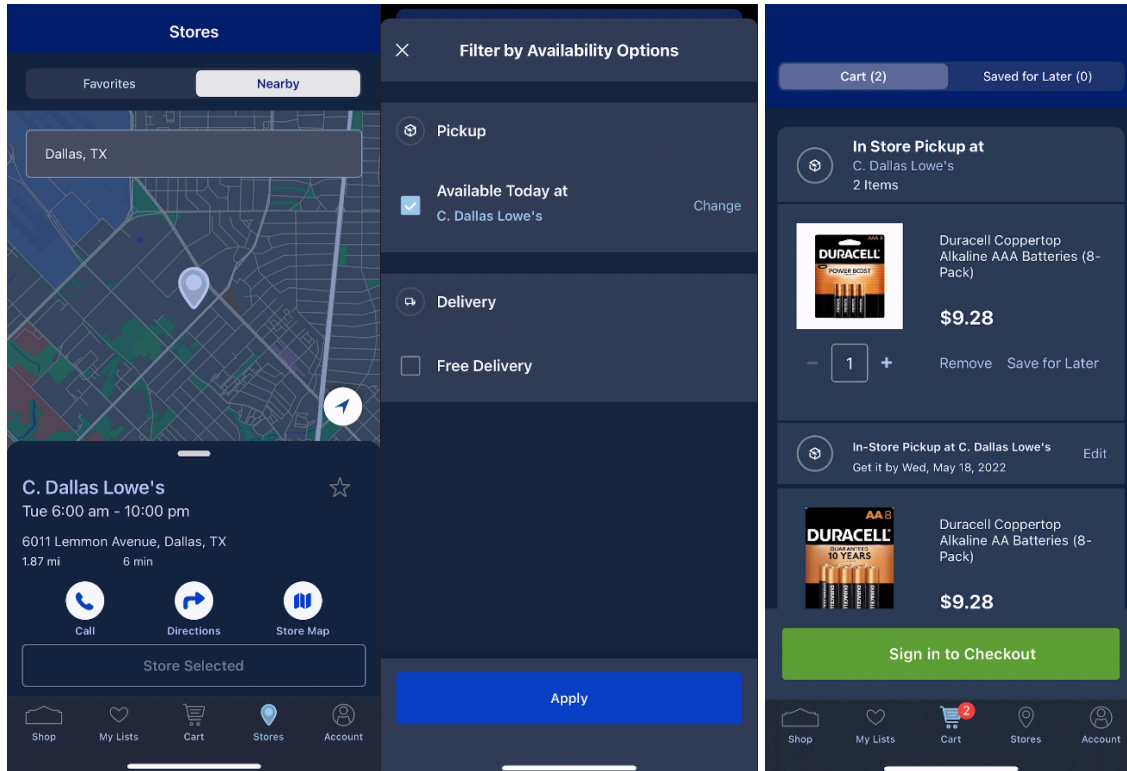 Stores
Favorites
Nearby
Dallas, TX
C. Dallas Lowe's
Tue 6:00 am - 10:00 pm
6011 Lemmon Avenue, Dallas, TX
1.87 mi 6 min
Call
Directions
Store Map
Store Selected
Shop
My Lists
Cart
Stores
Account
Filter by Availability Options
Pickup
Available Today at
C. Dallas Lowe's
Change
Delivery
Free Delivery
Apply
Cart (2)
Saved for Later (0)
In Store Pickup at
C. Dallas Lowe's
2 Items
AAA 8
DURACELL
POWER BOOST
Duracell Coppertop
Alkaline AAA Batteries (8-
Pack)
$9.28
− 1 +
Remove
Save for Later
In-Store Pickup at C. Dallas Lowe's
Get it by Wed, May 18, 2022
Edit
AA 8
DURACELL
GUARANTEED
10 YEARS
Duracell Coppertop
Alkaline AA Batteries (8-
Pack)
$9.28
Sign in to Checkout
Shop
My Lists
2
Cart
Stores
Account